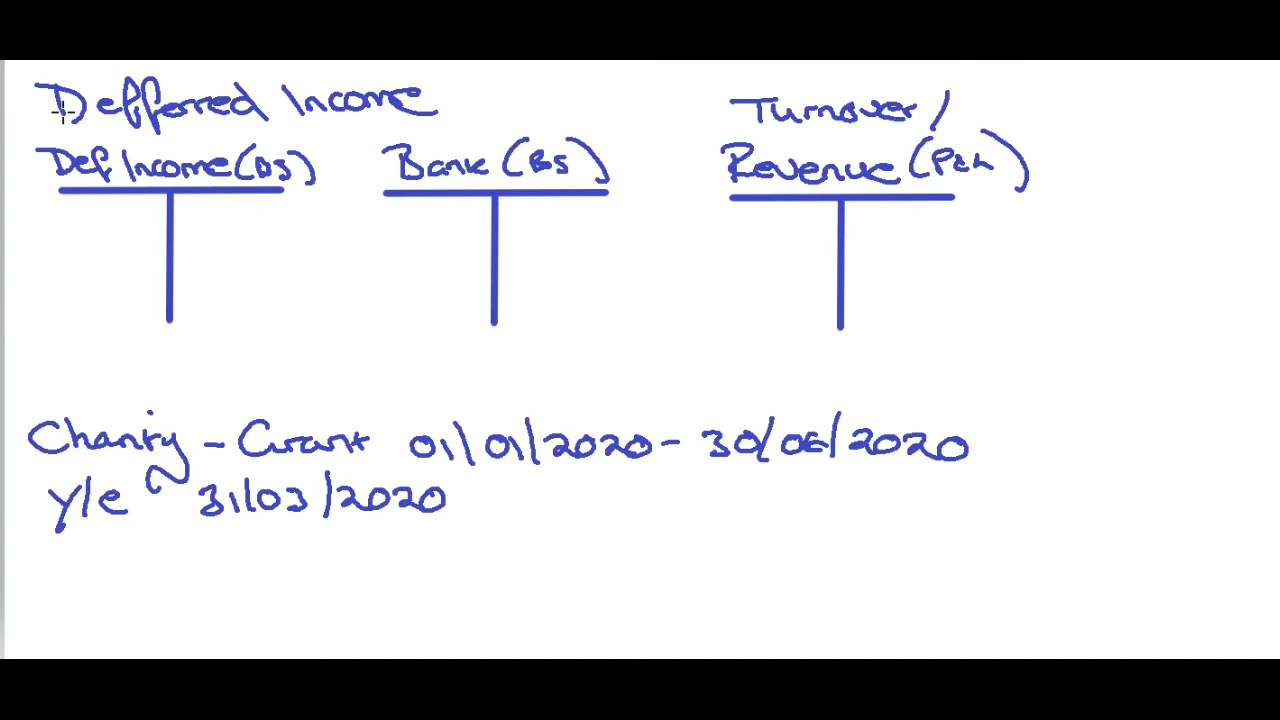 Defferred Income
Turnover /
Def Income (BS)
Bank (BS)
Revenue (P&L)
Charity - Grant 01/01/2020 - 30/06/2020
y/e 31/03/2020